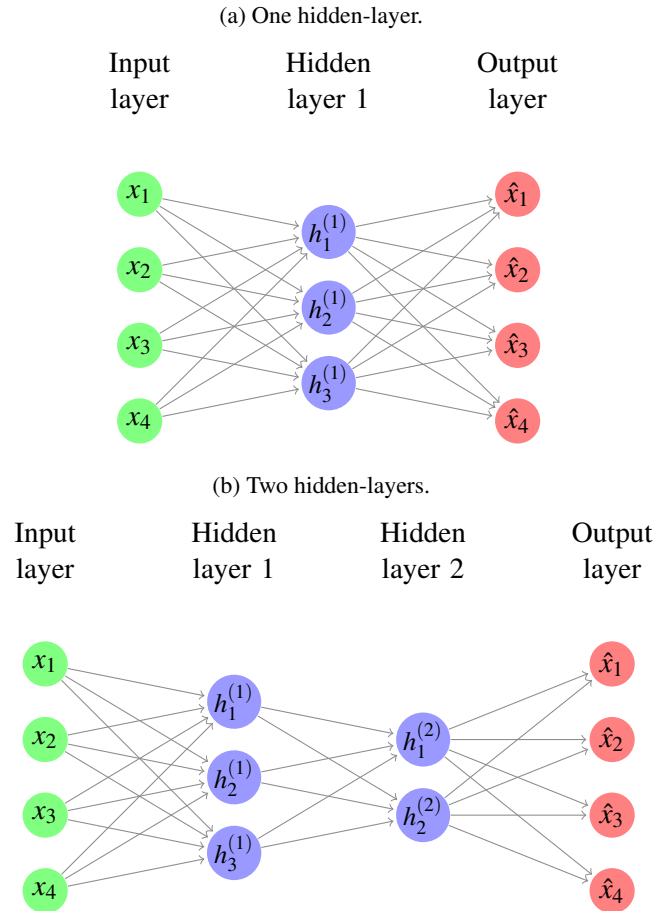 (a) One hidden-layer.
Input Hidden Output
layer layer 1 layer
x₁ h₁⁽¹⁾ x̂₁
x₂ h₂⁽¹⁾ x̂₂
x₃ h₃⁽¹⁾ x̂₃
x₄ x̂₄
(b) Two hidden-layers.
Input Hidden Hidden Output
layer layer 1 layer 2 layer
x₁ h₁⁽¹⁾ x̂₁
x₂ h₂⁽¹⁾ h₁⁽²⁾ x̂₂
x₃ h₃⁽¹⁾ h₂⁽²⁾ x̂₃
x₄ x̂₄